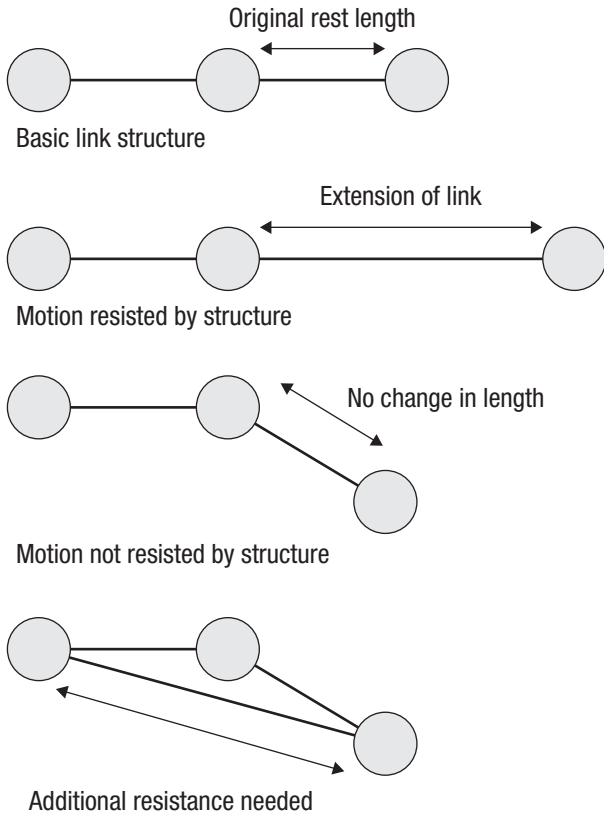 Original rest length
Basic link structure
Extension of link
Motion resisted by structure
No change in length
Motion not resisted by structure
Additional resistance needed